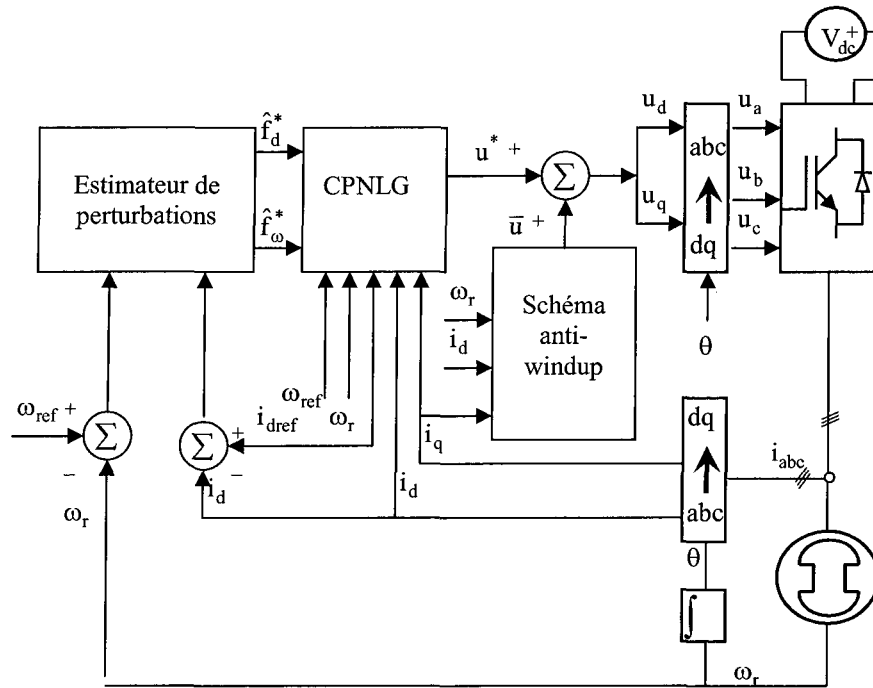 V_dc +
f̂*_d
u_d
u_a
abc
Estimateur de
perturbations
CPNLG
u* +
Σ
u_b
u_q
f̂*_ω
ū +
u_c
dq
ω_r
Schéma
anti-
windup
i_d
θ
ω_ref +
ω_ref
i_dref
ω_r
dq
Σ
Σ
+
i_q
i_abc
−
−
i_d
i_d
abc
ω_r
θ
∫
ω_r